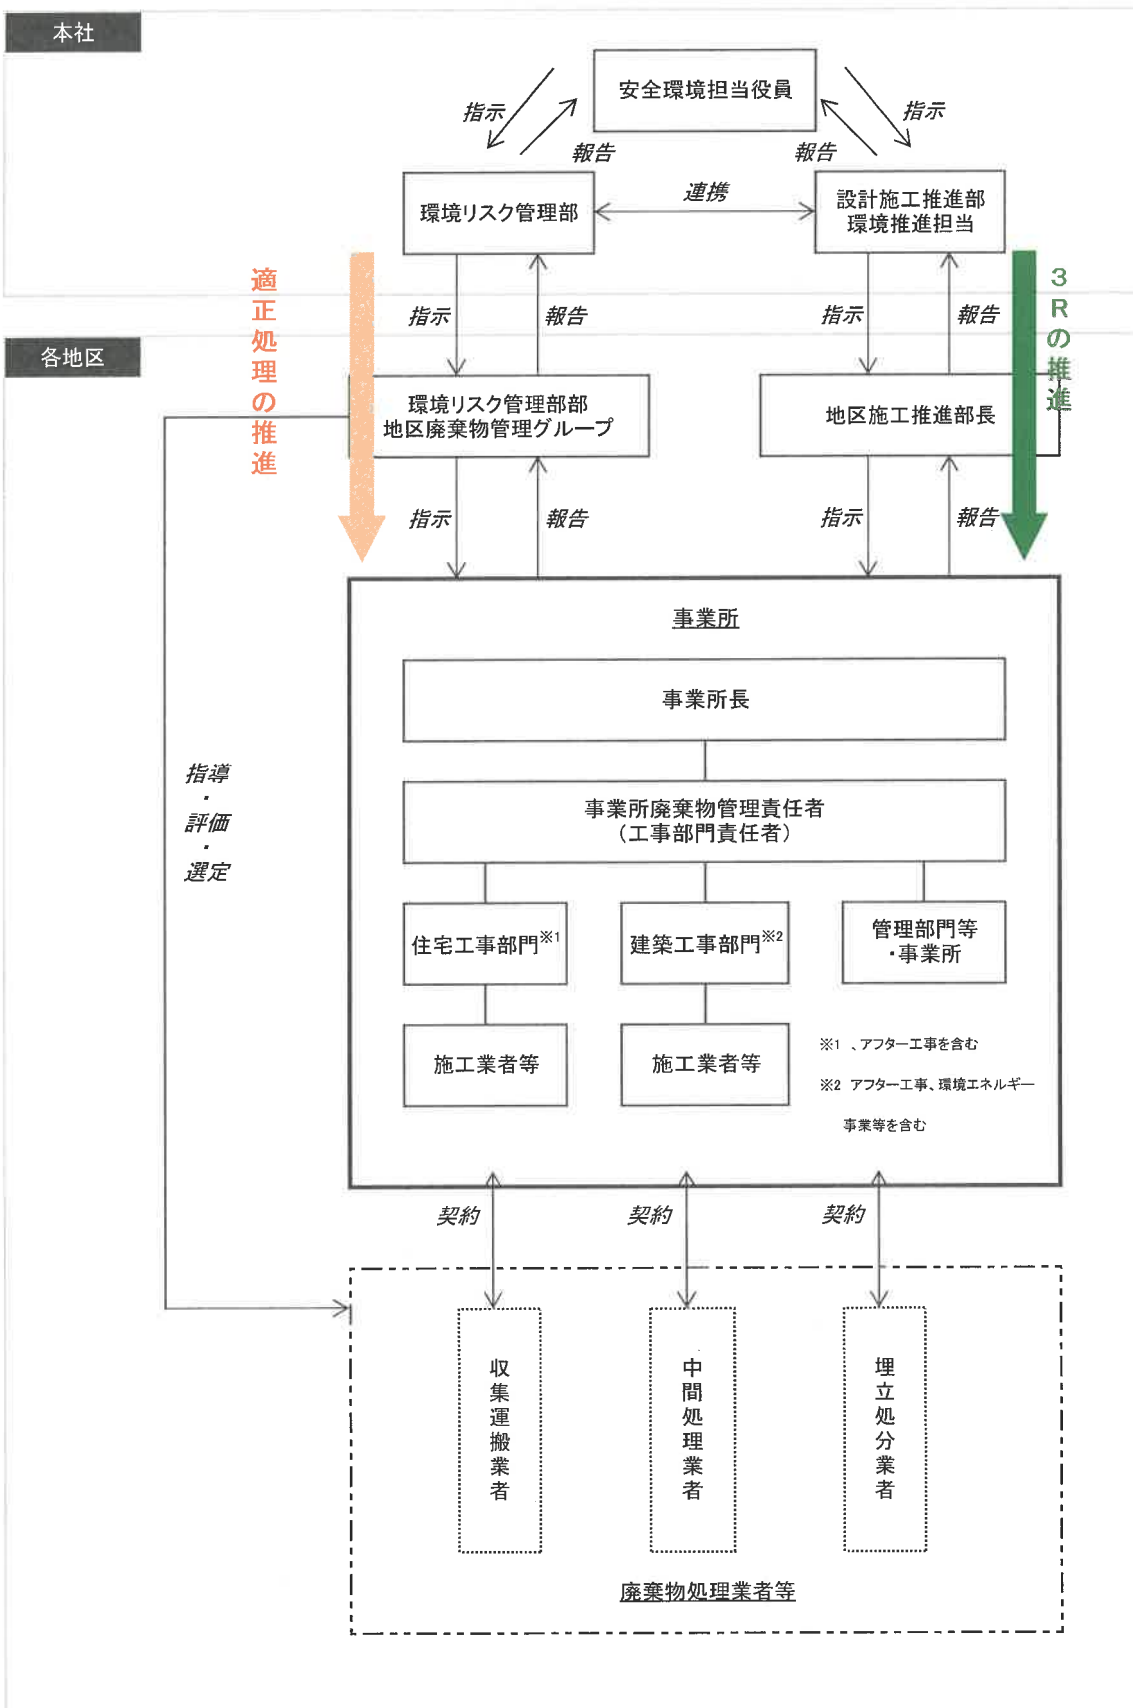 本社
安全環境担当役員
指示
指示
報告
報告
連携
環境リスク管理部
設計施工推進部
環境推進担当
適正処理の推進
3Rの推進
指示
報告
指示
報告
各地区
環境リスク管理部部
地区廃棄物管理グループ
地区施工推進部長
指示
報告
指示
報告
事業所
事業所長
指導
・
評価
・
選定
事業所廃棄物管理責任者
（工事部門責任者）
住宅工事部門※1
建築工事部門※2
管理部門等
・事業所
施工業者等
施工業者等
※1 、アフター工事を含む
※2 アフター工事、環境エネルギー
事業等を含む
契約
契約
契約
収集運搬業者
中間処理業者
埋立処分業者
廃棄物処理業者等